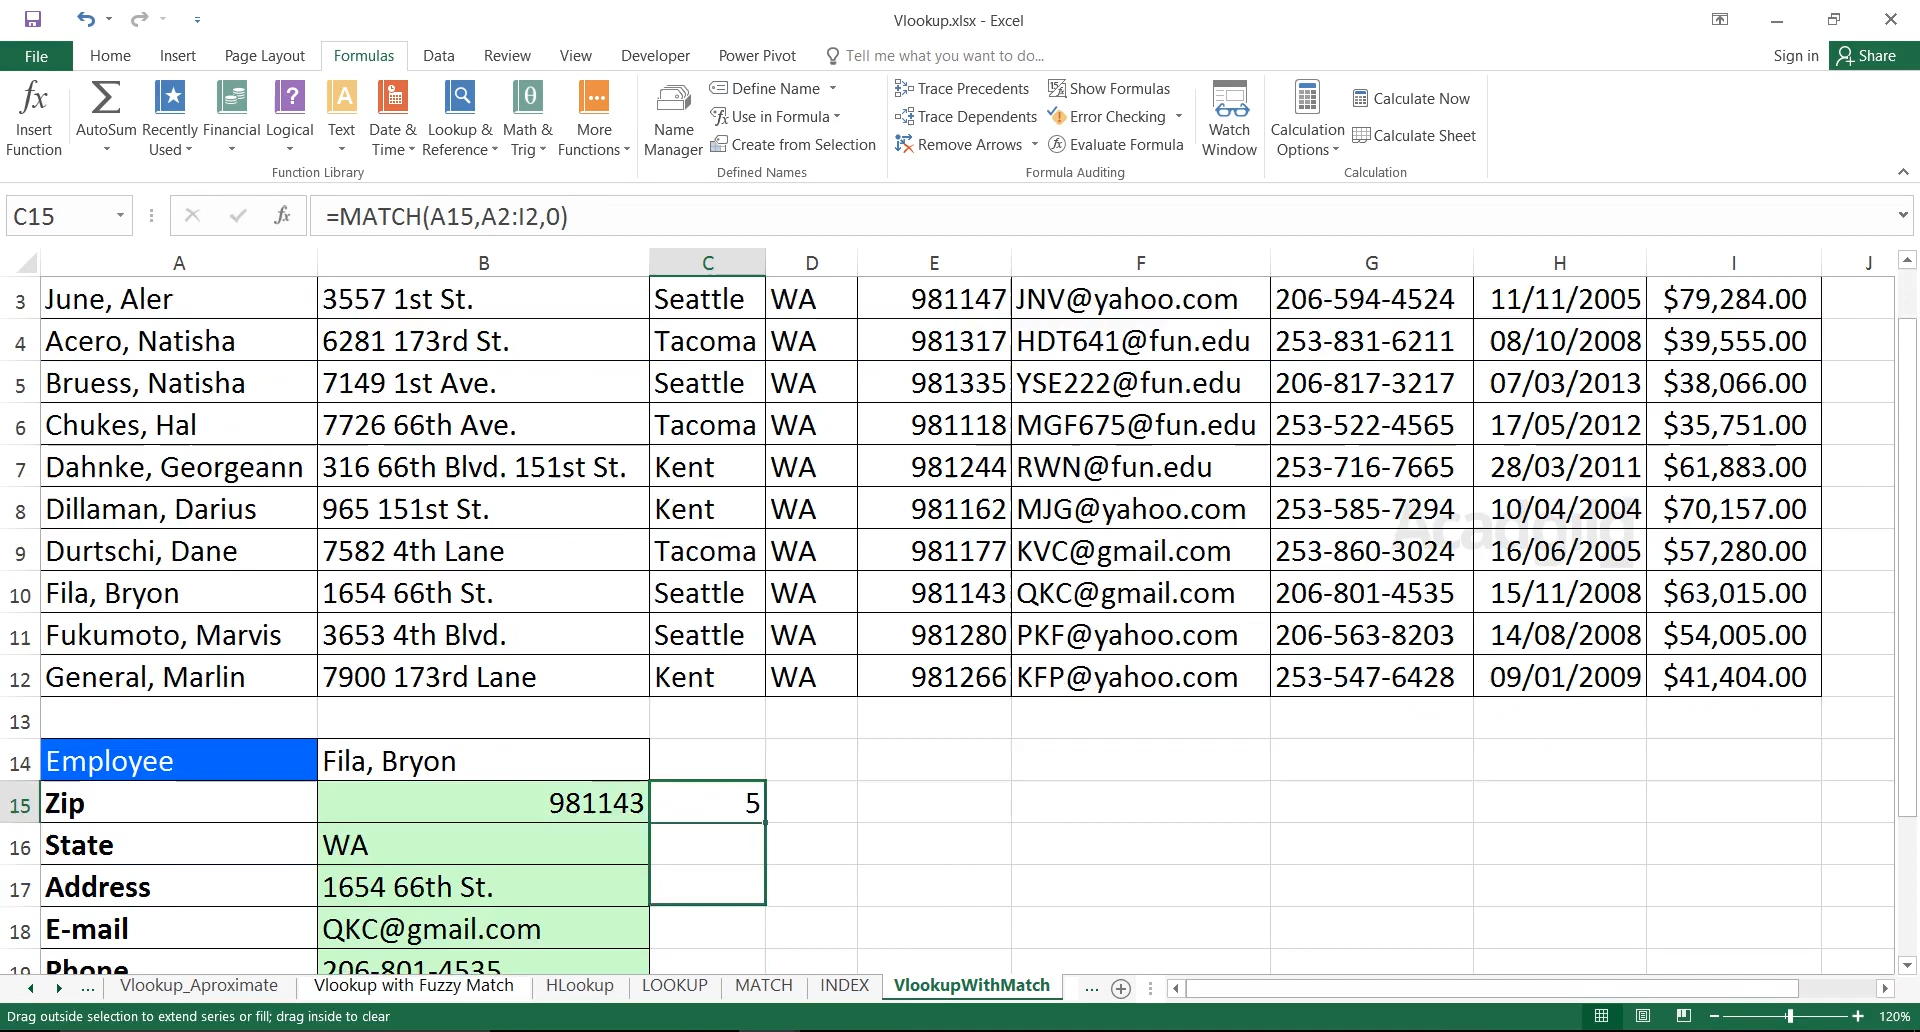 Vlookup.xlsx - Excel
File Home Insert Page Layout Formulas Data Review View Developer Power Pivot Tell me what you want to do... Sign in Share
fx Insert Function
AutoSum
Recently Used
Financial
Logical
Text
Date & Time
Lookup & Reference
Math & Trig
More Functions
Function Library
Name Manager
Define Name
Use in Formula
Create from Selection
Defined Names
Trace Precedents
Trace Dependents
Remove Arrows
Show Formulas
Error Checking
Evaluate Formula
Formula Auditing
Watch Window
Calculation Options
Calculate Now
Calculate Sheet
Calculation
C15 fx =MATCH(A15,A2:I2,0)
A B C D E F G H I J
3 June, Aler 3557 1st St. Seattle WA 981147 JNV@yahoo.com 206-594-4524 11/11/2005 $79,284.00
4 Acero, Natisha 6281 173rd St. Tacoma WA 981317 HDT641@fun.edu 253-831-6211 08/10/2008 $39,555.00
5 Bruess, Natisha 7149 1st Ave. Seattle WA 981335 YSE222@fun.edu 206-817-3217 07/03/2013 $38,066.00
6 Chukes, Hal 7726 66th Ave. Tacoma WA 981118 MGF675@fun.edu 253-522-4565 17/05/2012 $35,751.00
7 Dahnke, Georgeann 316 66th Blvd. 151st St. Kent WA 981244 RWN@fun.edu 253-716-7665 28/03/2011 $61,883.00
8 Dillaman, Darius 965 151st St. Kent WA 981162 MJG@yahoo.com 253-585-7294 10/04/2004 $70,157.00
9 Durtschi, Dane 7582 4th Lane Tacoma WA 981177 KVC@gmail.com 253-860-3024 16/06/2005 $57,280.00
10 Fila, Bryon 1654 66th St. Seattle WA 981143 QKC@gmail.com 206-801-4535 15/11/2008 $63,015.00
11 Fukumoto, Marvis 3653 4th Blvd. Seattle WA 981280 PKF@yahoo.com 206-563-8203 14/08/2008 $54,005.00
12 General, Marlin 7900 173rd Lane Kent WA 981266 KFP@yahoo.com 253-547-6428 09/01/2009 $41,404.00
13
14 Employee Fila, Bryon
15 Zip 981143 5
16 State WA
17 Address 1654 66th St.
18 E-mail QKC@gmail.com
19 Phone 206-801-4535
... Vlookup_Aproximate Vlookup with Fuzzy Match HLookup LOOKUP MATCH INDEX VlookupWithMatch ...
Drag outside selection to extend series or fill; drag inside to clear 120%